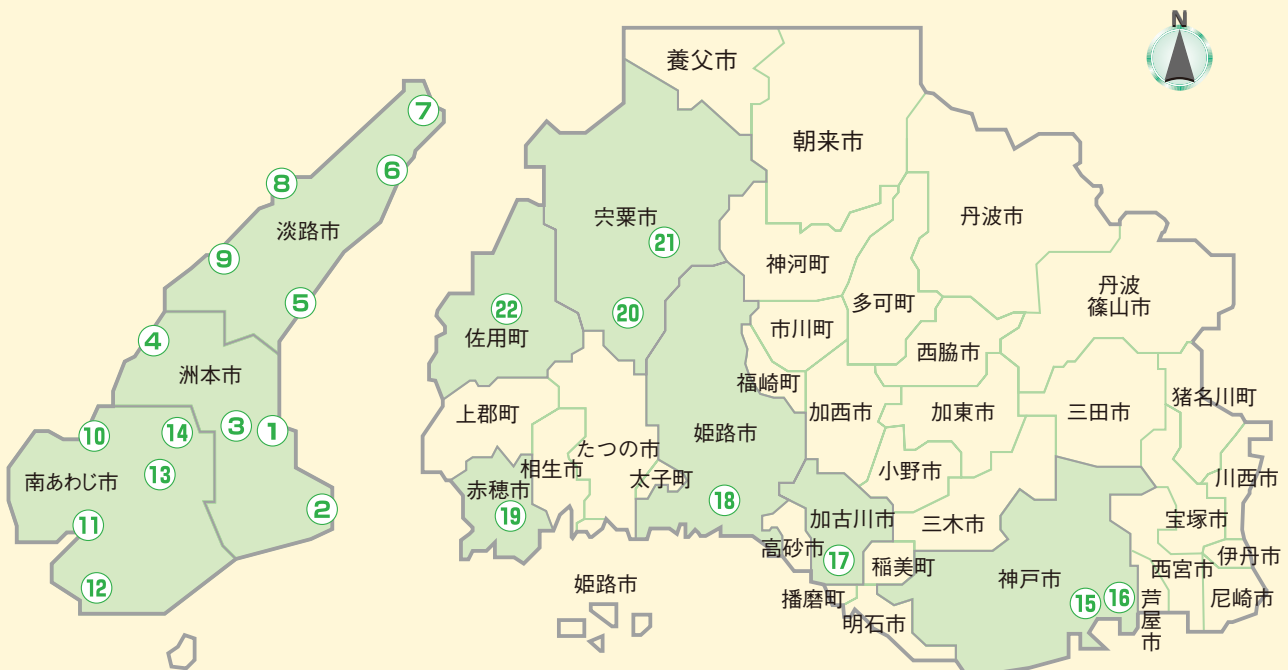 N
養父市
朝来市
⑦
⑥
⑧
淡路市
宍粟市
㉑
丹波市
⑨
神河町
丹波
篠山市
⑤
㉒
佐用町
⑳
多可町
市川町
④
西脇市
洲本市
福崎町
猪名川町
上郡町
加西市
加東市
三田市
③
①
⑩
⑭
姫路市
たつの市
相生市
太子町
小野市
川西市
南あわじ市
⑬
赤穂市
⑲
⑱
②
⑪
加古川市
三木市
宝塚市
高砂市
⑰
稲美町
伊丹市
西宮市
⑫
姫路市
神戸市
⑮
⑯
播磨町
明石市
芦屋市
尼崎市